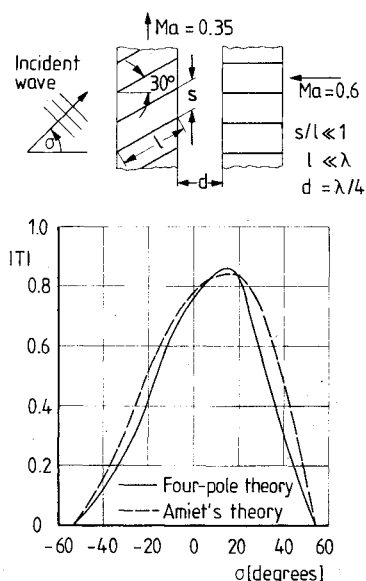 Ma = 0.35
Incident
wave
σ
30°
s
l
d
Ma = 0.6
s/l ≪ 1
l ≪ λ
d = λ/4
|T|
1.0
0.8
0.6
0.4
0.2
0
Four-pole theory
Amiet's theory
-60 -40 -20 0 20 40 60
σ[degrees]